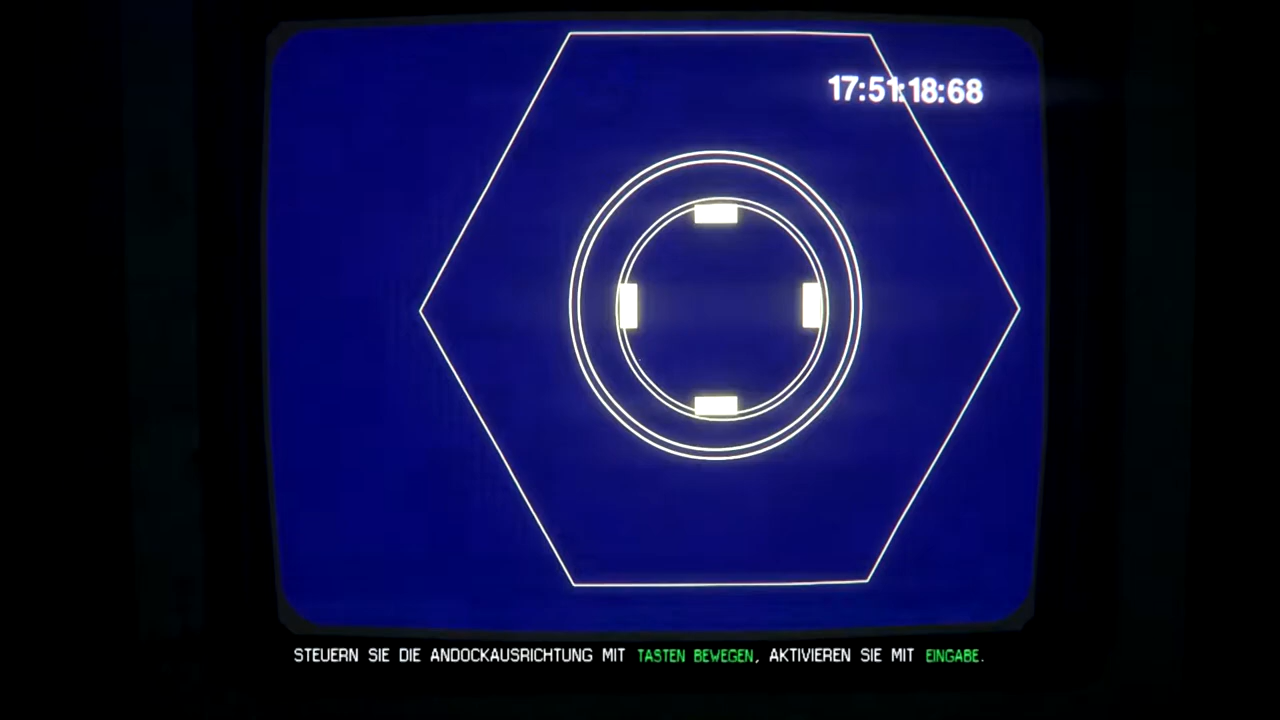 17:51:18:68
STEUERN SIE DIE ANDOCKAUSRICHTUNG MIT TASTEN BEWEGEN, AKTIVIEREN SIE MIT EINGABE.